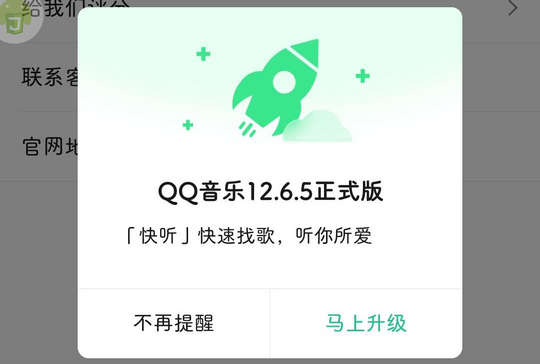 给我们评分
联系客
官网地
QQ音乐12.6.5正式版
「快听」快速找歌，听你所爱
不再提醒
马上升级